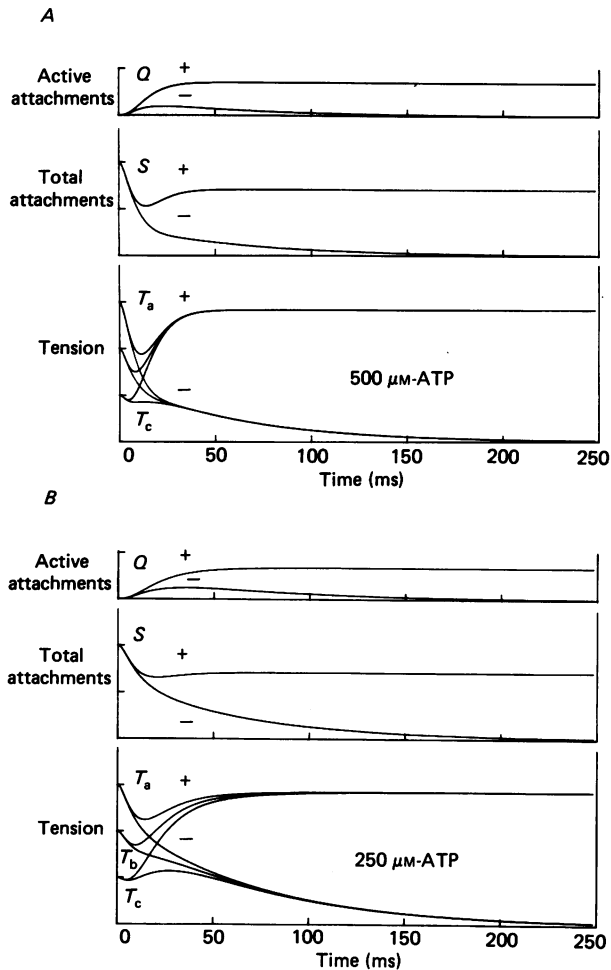 A
Active attachments
Q
+
−
Total attachments
S
+
−
Tension
Ta
+
−
Tc
500 μM-ATP
0 50 100 150 200 250
Time (ms)
B
Active attachments
Q
+
−
Total attachments
S
+
−
Tension
Ta
+
−
Tb
Tc
250 μM-ATP
0 50 100 150 200 250
Time (ms)